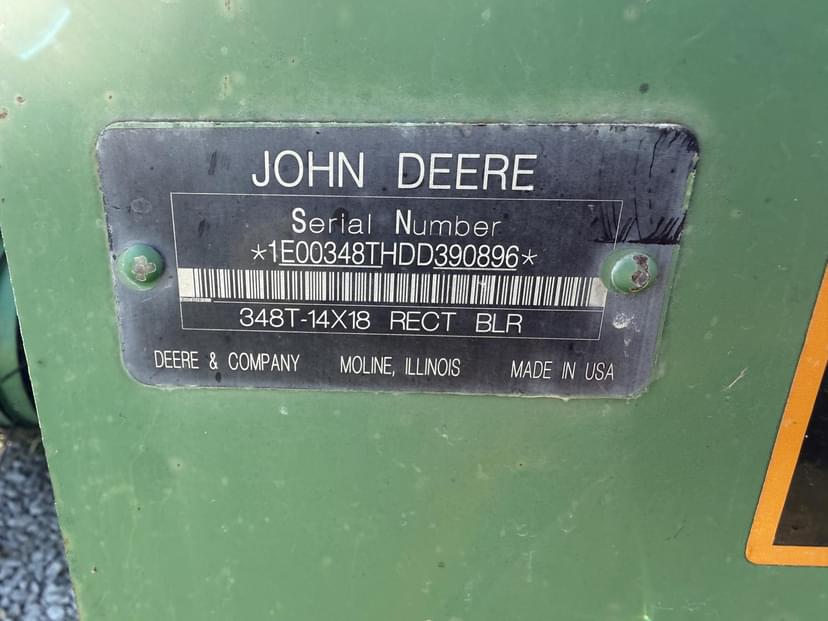 JOHN DEERE
Serial Number
*1E00348THDD390896*
348T-14X18 RECT BLR
DEERE & COMPANY MOLINE, ILLINOIS MADE IN USA